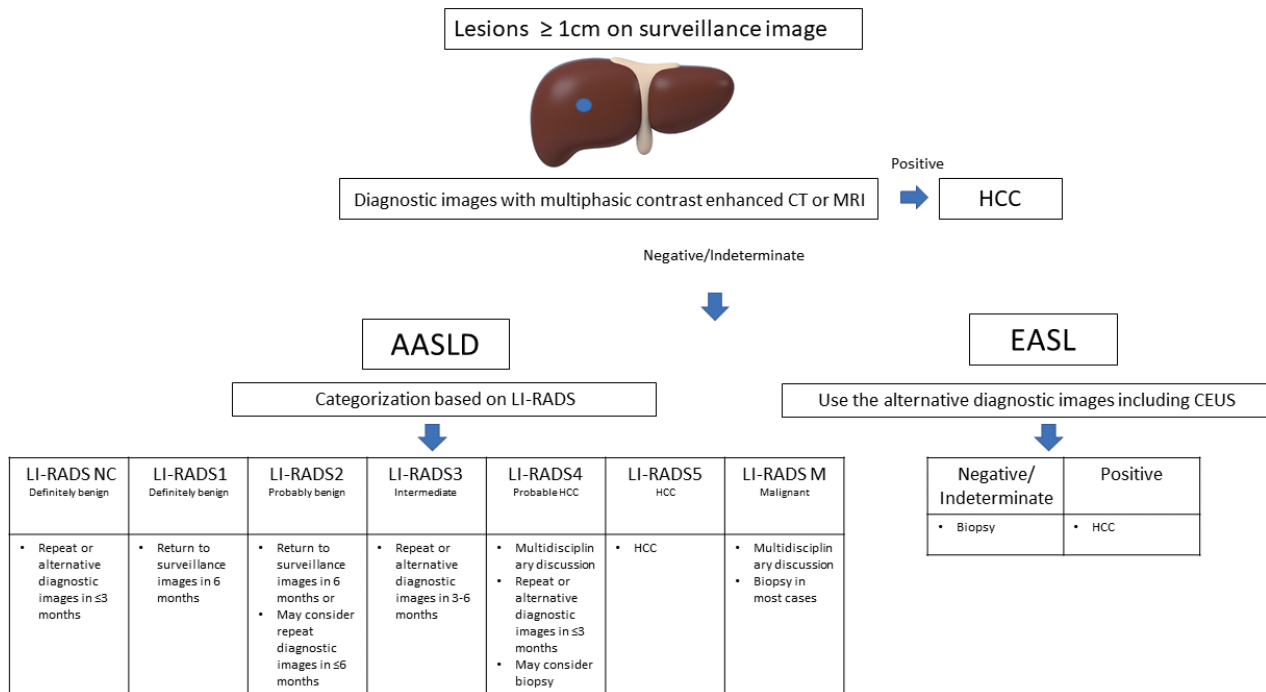 Lesions ≥ 1cm on surveillance image
Positive
Diagnostic images with multiphasic contrast enhanced CT or MRI
HCC
Negative/Indeterminate
AASLD
EASL
Categorization based on LI-RADS
Use the alternative diagnostic images including CEUS
LI-RADS NC
Definitely benign
• Repeat or
alternative
diagnostic
images in ≤3
months
LI-RADS1
Definitely benign
• Return to
surveillance
images in 6
months
LI-RADS2
Probably benign
• Return to
surveillance
images in 6
months or
• May consider
repeat
diagnostic
images in ≤6
months
LI-RADS3
Intermediate
• Repeat or
alternative
diagnostic
images in 3-6
months
LI-RADS4
Probable HCC
• Multidisciplin
ary discussion
• Repeat or
alternative
diagnostic
images in ≤3
months
• May consider
biopsy
LI-RADS5
HCC
• HCC
LI-RADS M
Malignant
• Multidisciplin
ary discussion
• Biopsy in
most cases
Negative/
Indeterminate
• Biopsy
Positive
• HCC